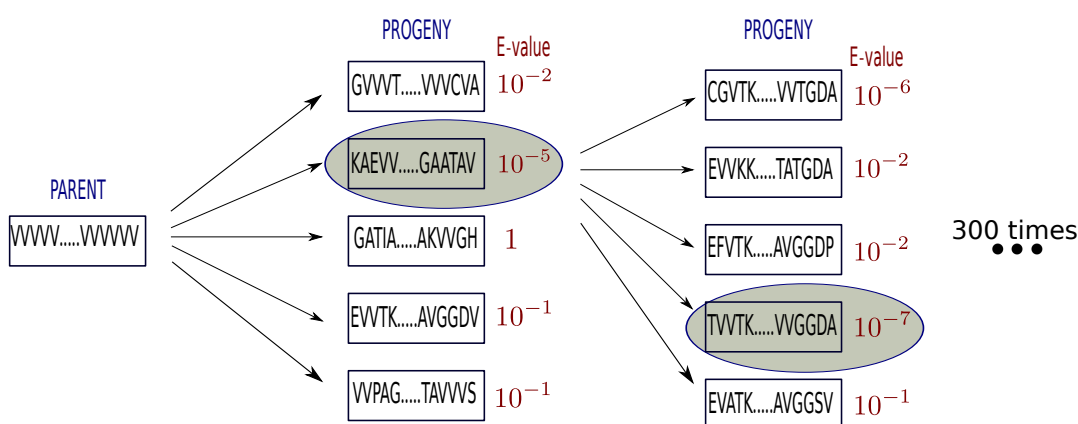 PARENT
VVVVV.....VVVVVV
PROGENY
E-value
GVVVT.....VVVCVA 10^{-2}
KAEVV.....GAATAV 10^{-5}
GATIA.....AKVVGH 1
EVVTK.....AVGGDV 10^{-1}
VVPAG.....TAVVVS 10^{-1}
PROGENY
E-value
CGVTK.....VVTGDA 10^{-6}
EVVKK.....TATGDA 10^{-2}
EFVTK.....AVGGDP 10^{-2}
TVVTK.....VVGGDA 10^{-7}
EVATK.....AVGGSV 10^{-1}
300 times